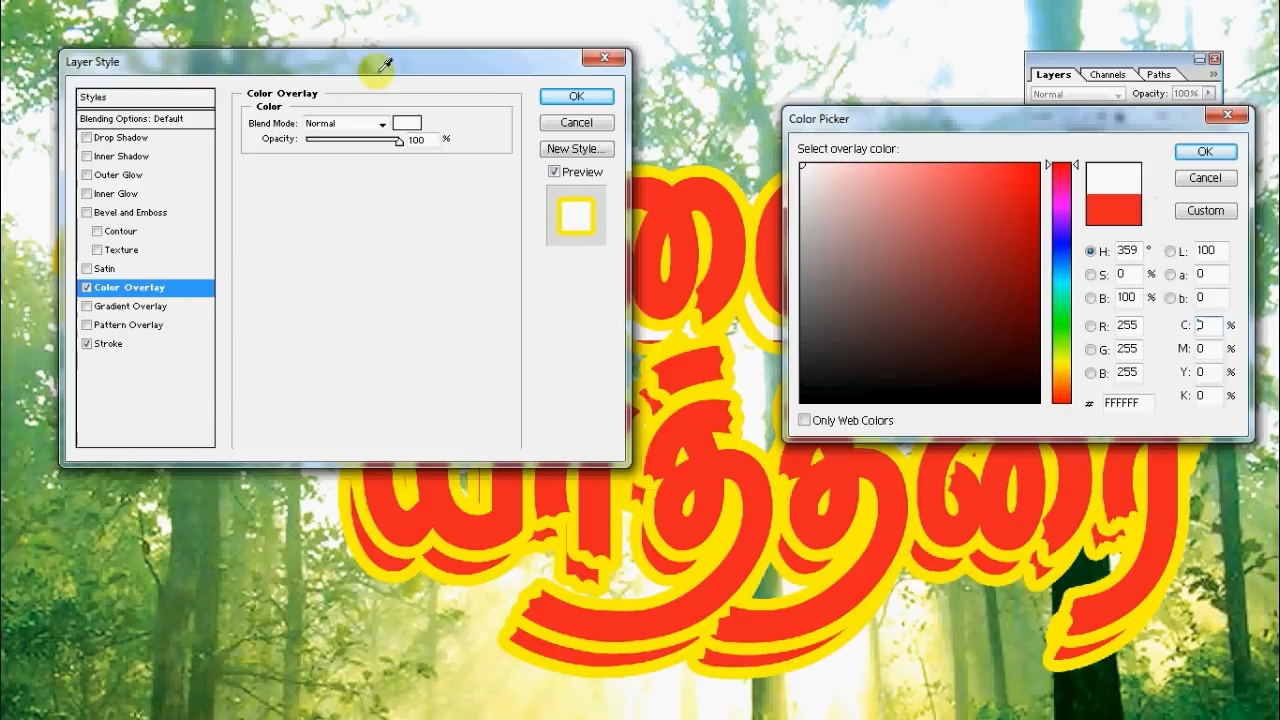 Layer Style
Styles
Blending Options: Default
Drop Shadow
Inner Shadow
Outer Glow
Inner Glow
Bevel and Emboss
Contour
Texture
Satin
Color Overlay
Gradient Overlay
Pattern Overlay
Stroke
Color Overlay
Color
Blend Mode: Normal
Opacity: 100 %
OK
Cancel
New Style...
Preview
Layers Channels Paths
Normal Opacity: 100%
Color Picker
Select overlay color:
OK
Cancel
Custom
H: 359 ° L: 100
S: 0 % a: 0
B: 100 % b: 0
R: 255 C: 0 %
G: 255 M: 0 %
B: 255 Y: 0 %
# FFFFFF K: 0 %
Only Web Colors
யாத்திரை